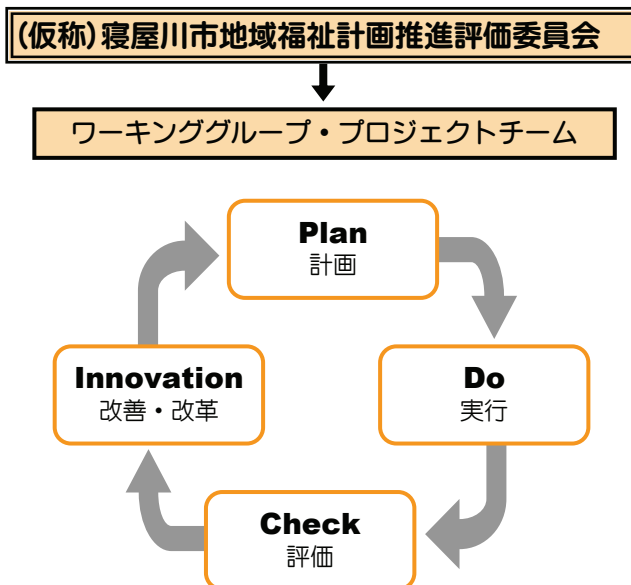 (仮称)寝屋川市地域福祉計画推進評価委員会
ワーキンググループ・プロジェクトチーム
Plan
計画
Do
実行
Check
評価
Innovation
改善・改革